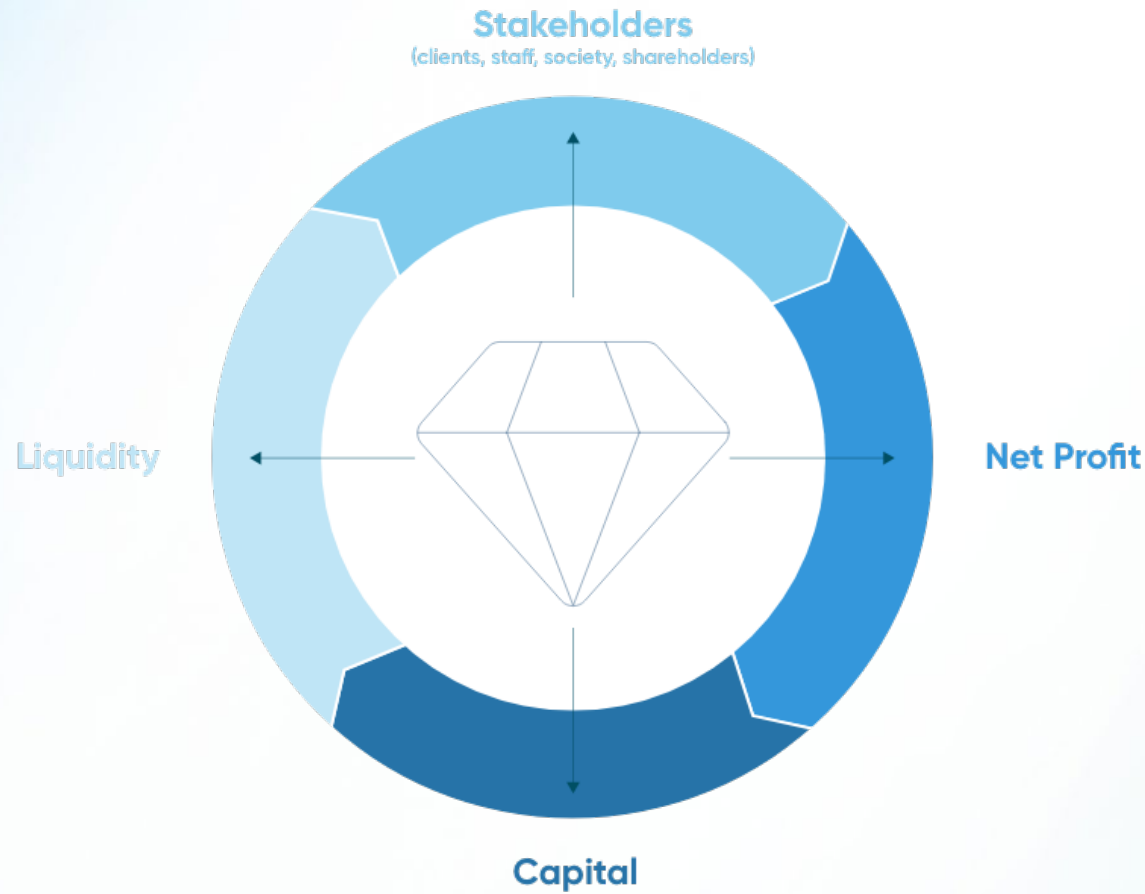 Stakeholders
(clients, staff, society, shareholders)
Liquidity
Net Profit
Capital